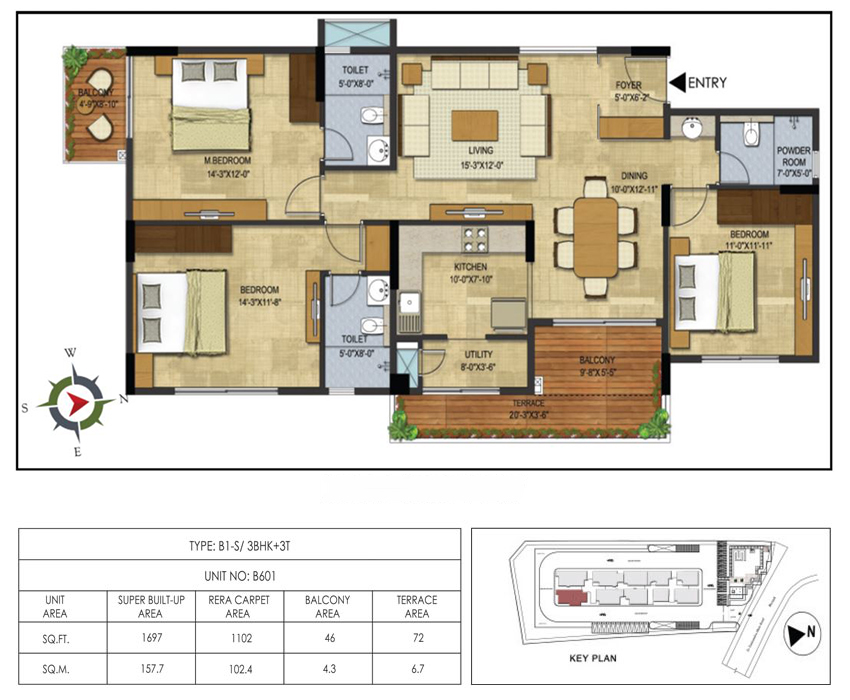 TOILET
5'-0"X8'-0"
FOYER
5'-0"X6'-2"
ENTRY
BALCONY
4'-9"X8'-10"
M.BEDROOM
14'-3"X12'-0"
LIVING
15'-3"X12'-0"
POWDER
ROOM
7'-0"X5'-0"
DINING
10'-0"X12'-11"
BEDROOM
11'-0"X11'-11"
KITCHEN
10'-0"X7'-10"
BEDROOM
14'-3"X11'-8"
TOILET
5'-0"X8'-0"
UTILITY
8'-0"X3'-6"
BALCONY
9'-8"X5'-5"
TERRACE
20'-3"X3'-6"
W
S
N
E
TYPE: B1-S/ 3BHK+3T
UNIT NO: B601
UNIT AREA SUPER BUILT-UP AREA RERA CARPET AREA BALCONY AREA TERRACE AREA
SQ.FT. 1697 1102 46 72
SQ.M. 157.7 102.4 4.3 6.7
N
KEY PLAN